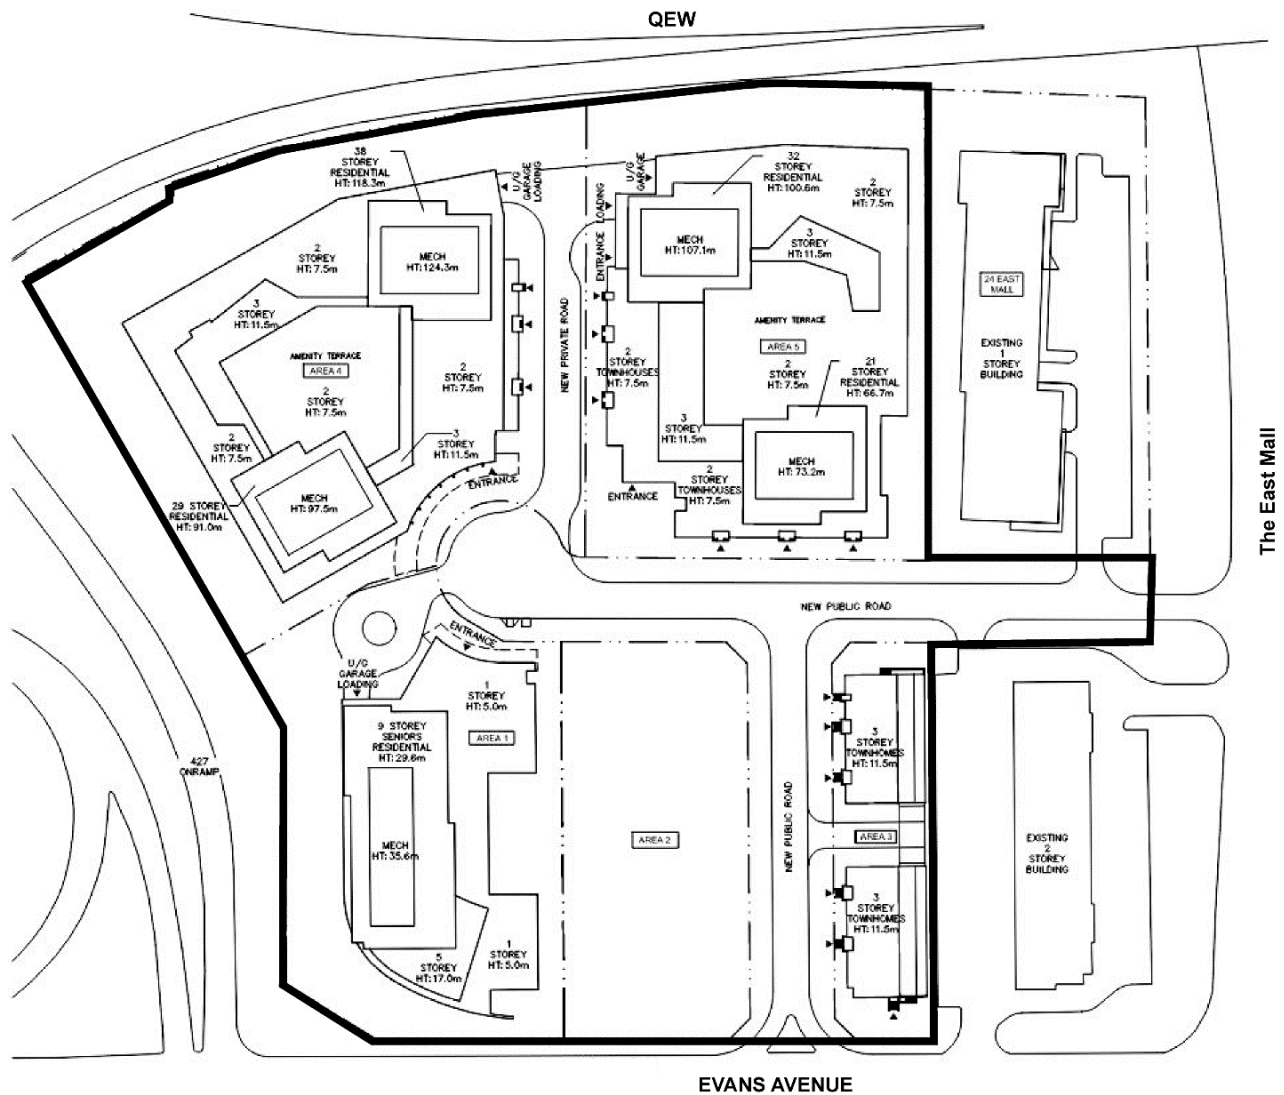 QEW
38
STOREY
RESIDENTIAL
HT: 118.3m
U/G
GARAGE
LOADING
U/G
GARAGE
LOADING
ENTRANCE
32
STOREY
RESIDENTIAL
HT: 100.6m
2
STOREY
HT: 7.5m
MECH
HT: 124.3m
2
STOREY
HT: 7.5m
MECH
HT: 107.1m
3
STOREY
HT: 11.5m
24 EAST
MALL
3
STOREY
HT: 11.5m
AMENITY TERRACE
AREA 4
2
STOREY
HT: 7.5m
2
STOREY
HT: 7.5m
NEW PRIVATE ROAD
2
STOREY
TOWNHOUSES
HT: 7.5m
AMENITY TERRACE
AREA 5
2
STOREY
HT: 7.5m
21
STOREY
RESIDENTIAL
HT: 66.7m
EXISTING
1
STOREY
BUILDING
2
STOREY
HT: 7.5m
3
STOREY
HT: 11.5m
3
STOREY
HT: 11.5m
MECH
HT: 97.5m
29 STOREY
RESIDENTIAL
HT: 91.0m
ENTRANCE
ENTRANCE
2
STOREY
TOWNHOUSES
HT: 7.5m
MECH
HT: 73.2m
The East Mall
NEW PUBLIC ROAD
ENTRANCE
U/G
GARAGE
LOADING
1
STOREY
HT: 5.0m
AREA 1
9 STOREY
SENIORS
RESIDENTIAL
HT: 29.6m
427
ONRAMP
3
STOREY
TOWNHOMES
HT: 11.5m
NEW PUBLIC ROAD
AREA 2
AREA 3
MECH
HT: 35.6m
EXISTING
2
STOREY
BUILDING
3
STOREY
TOWNHOMES
HT: 11.5m
5
STOREY
HT: 17.0m
1
STOREY
HT: 5.0m
EVANS AVENUE